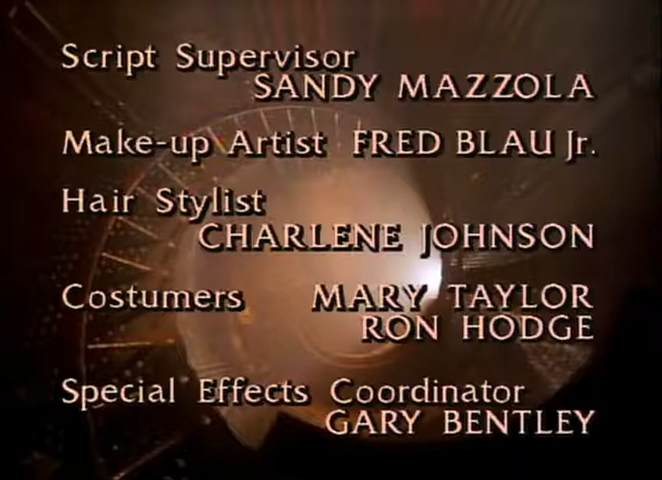 Script Supervisor
SANDY MAZZOLA
Make-up Artist FRED BLAU Jr.
Hair Stylist
CHARLENE JOHNSON
Costumers MARY TAYLOR
RON HODGE
Special Effects Coordinator
GARY BENTLEY